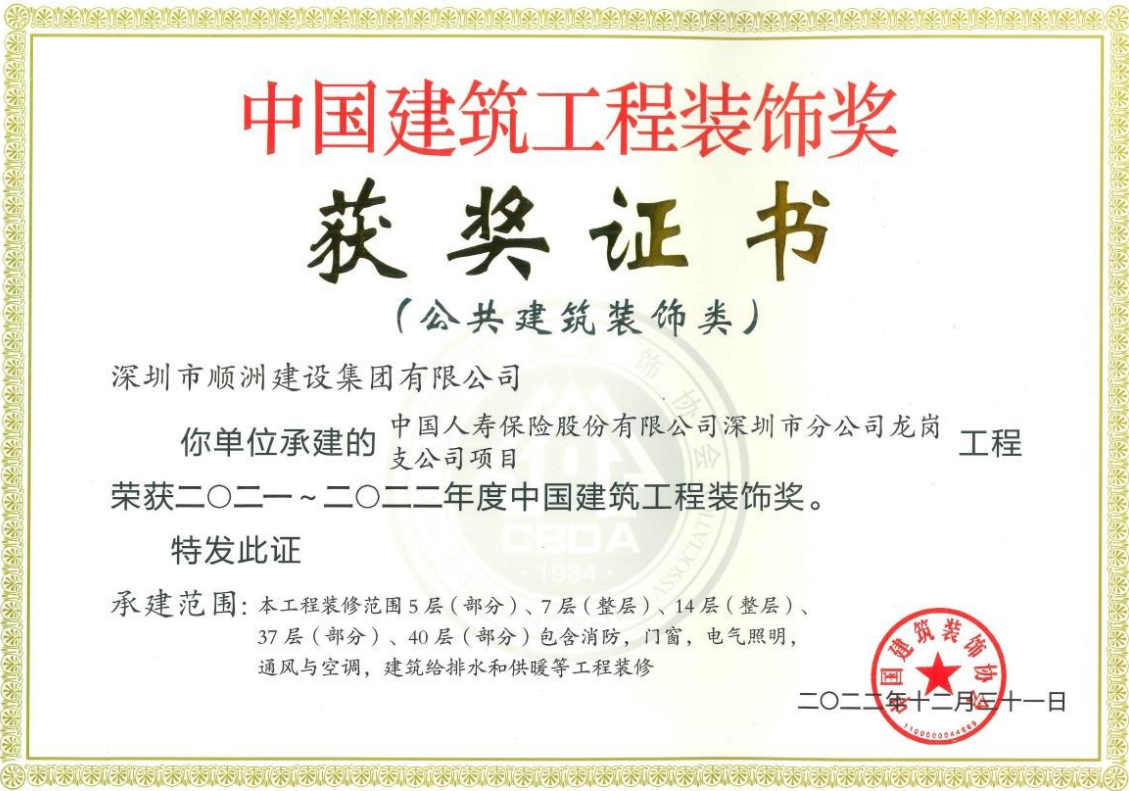 中国建筑工程装饰奖
获奖证书
（公共建筑装饰类）
深圳市顺洲建设集团有限公司
你单位承建的 中国人寿保险股份有限公司深圳市分公司龙岗支公司项目 工程
荣获二〇二一～二〇二二年度中国建筑工程装饰奖。
特发此证
承建范围：本工程装修范围5层（部分）、7层（整层）、14层（整层）、
37层（部分）、40层（部分）包含消防，门窗，电气照明，
通风与空调，建筑给排水和供暖等工程装修
中国建筑装饰协会
二〇二二年十二月三十一日
CBDA
·1984·
ASSOCIATION